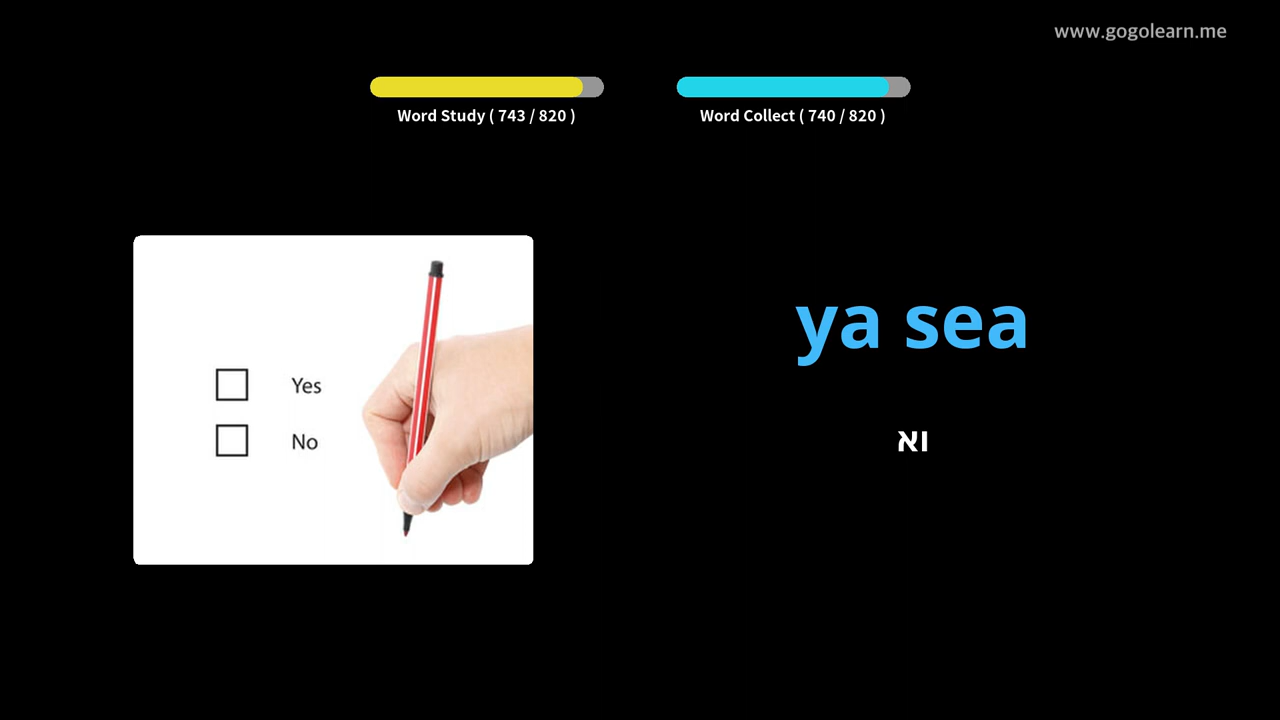 www.gogolearn.me
Word Study ( 743 / 820 )
Word Collect ( 740 / 820 )
ya sea
Yes
No
וא